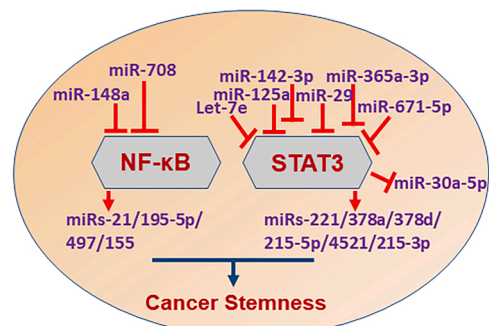 miR-708
miR-148a
miR-142-3p
miR-365a-3p
miR-125a
miR-29
Let-7e
miR-671-5p
NF-κB
STAT3
miR-30a-5p
miRs-21/195-5p/
497/155
miRs-221/378a/378d/
215-5p/4521/215-3p
Cancer Stemness